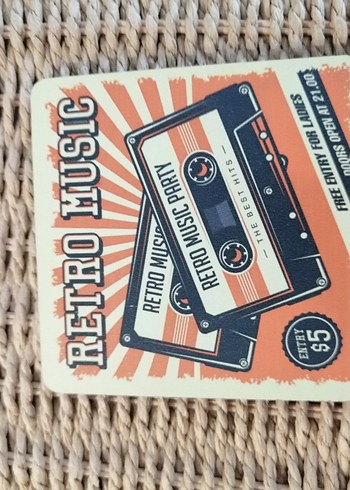 RETRO MUSIC
RETRO MUSIC
RETRO MUSIC PARTY
— THE BEST HITS —
ENTRY
$5
FREE ENTRY FOR LADIES
DOORS OPEN AT 21.00